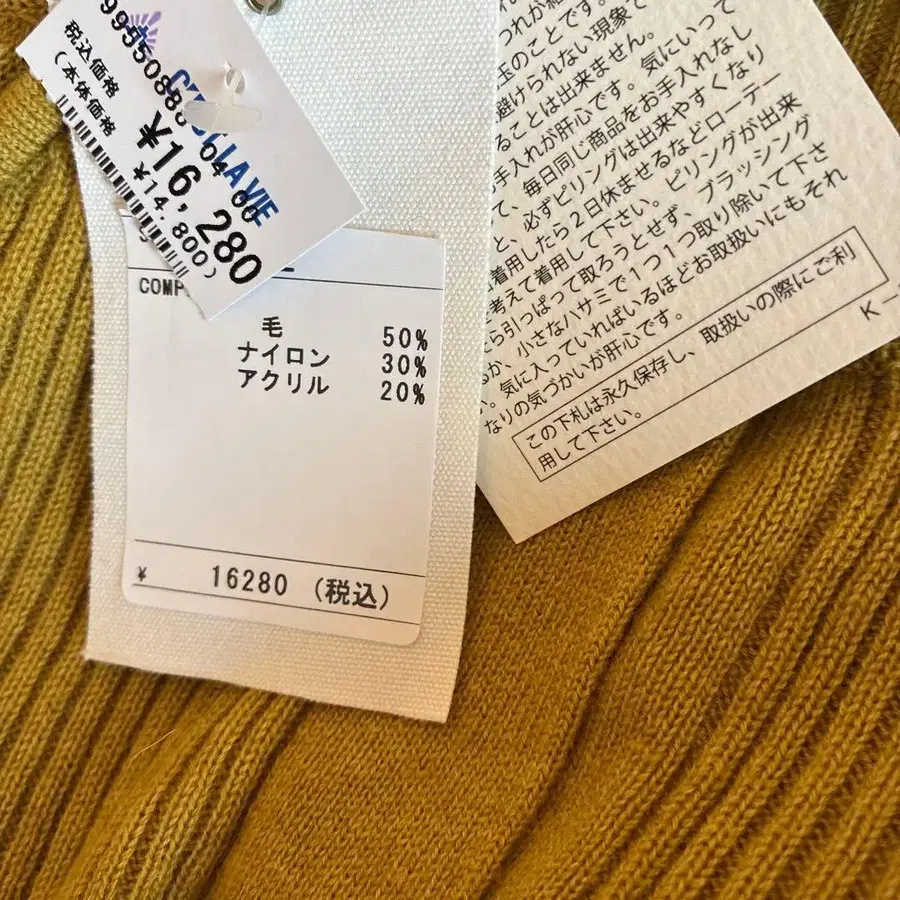 C'EST LA VIE
税込価格
¥16,280
(本体価格
¥14,800)
COMP
毛 50%
ナイロン 30%
アクリル 20%
¥ 16280 (税込)
玉のことです。
避けられない現象で
ることは出来ません。
手入れが肝心です。気にいって
て、毎日同じ商品をお手入れなし
と、必ずピリングは出来やすくなり
着用したら2日休ませるなどローテー
考えて着用して下さい。ピリングが出来
ら引っぱって取ろうとせず、ブラッシング
るか、小さなハサミで1つ1つ取り除いて下さ
。気に入っていればいるほどお取扱いにもそれ
なりの気づかいが肝心です。
この下札は永久保存し、取扱いの際にご利
用して下さい。
K-